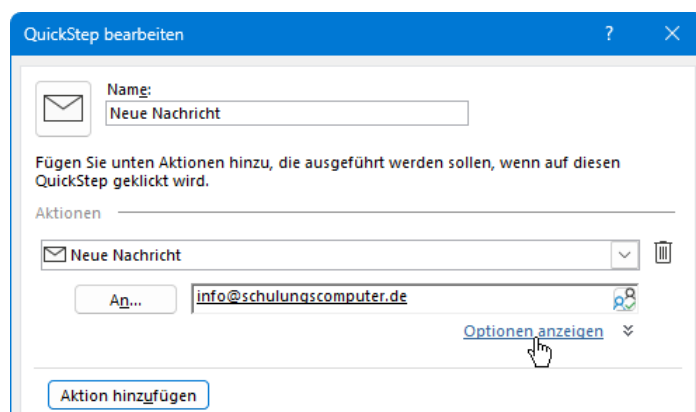 QuickStep bearbeiten ?
Name:
Neue Nachricht
Fügen Sie unten Aktionen hinzu, die ausgeführt werden sollen, wenn auf diesen
QuickStep geklickt wird.
Aktionen
Neue Nachricht
An... info@schulungscomputer.de
Optionen anzeigen
Aktion hinzufügen